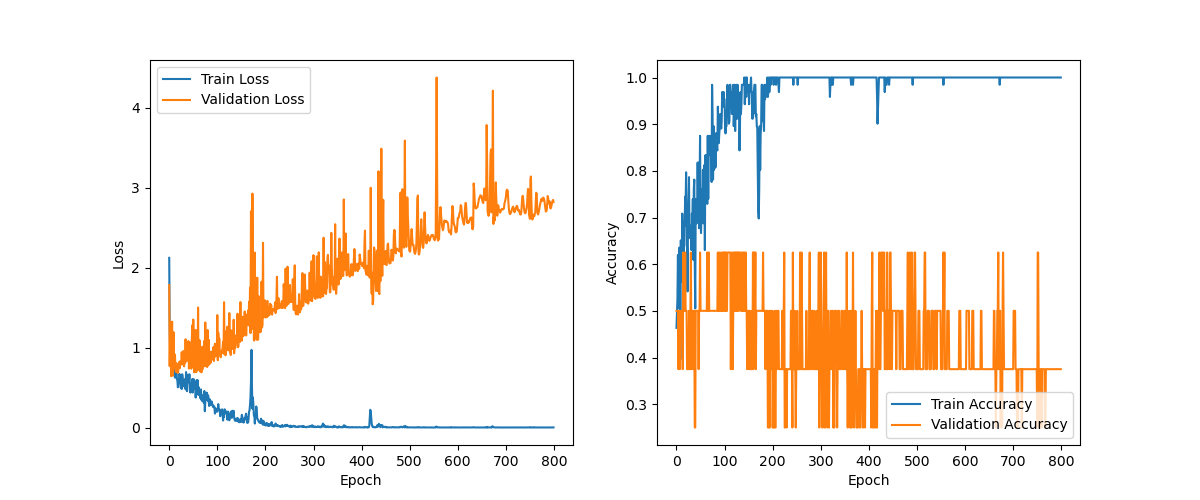 Train Loss
Validation Loss
4
3
2
1
0
Loss
0 100 200 300 400 500 600 700 800
Epoch
1.0
0.9
0.8
0.7
0.6
0.5
0.4
0.3
Accuracy
Train Accuracy
Validation Accuracy
0 100 200 300 400 500 600 700 800
Epoch